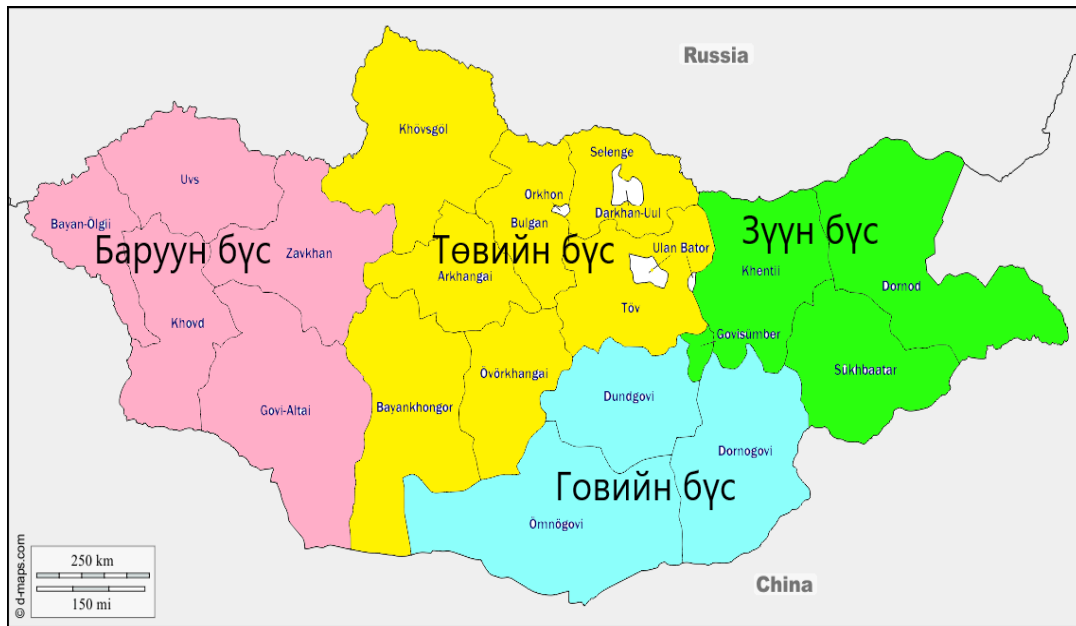 Russia
Khövsgöl
Selenge
Uvs
Orkhon
Darkhan-Uul
Bayan-Ölgii
Bulgan
Баруун бүс
Zavkhan
Төвийн бүс
Ulan Bator
Зүүн бүс
Arkhangai
Khentii
Dornod
Khovd
Töv
Govisümber
Övörkhangai
Sükhbaatar
Govi-Altai
Bayankhongor
Dundgovi
Dornogovi
Говийн бүс
Ömnögovi
China
250 km
150 mi
© d-maps.com